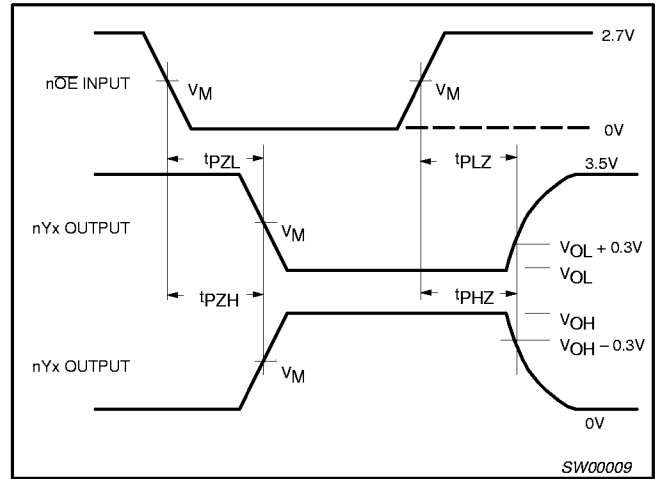 2.7V
nOE INPUT
VM
VM
0V
tPZL
tPLZ
3.5V
nYx OUTPUT
VM
VOL + 0.3V
VOL
tPZH
tPHZ
VOH
VOH – 0.3V
nYx OUTPUT
VM
0V
SW00009